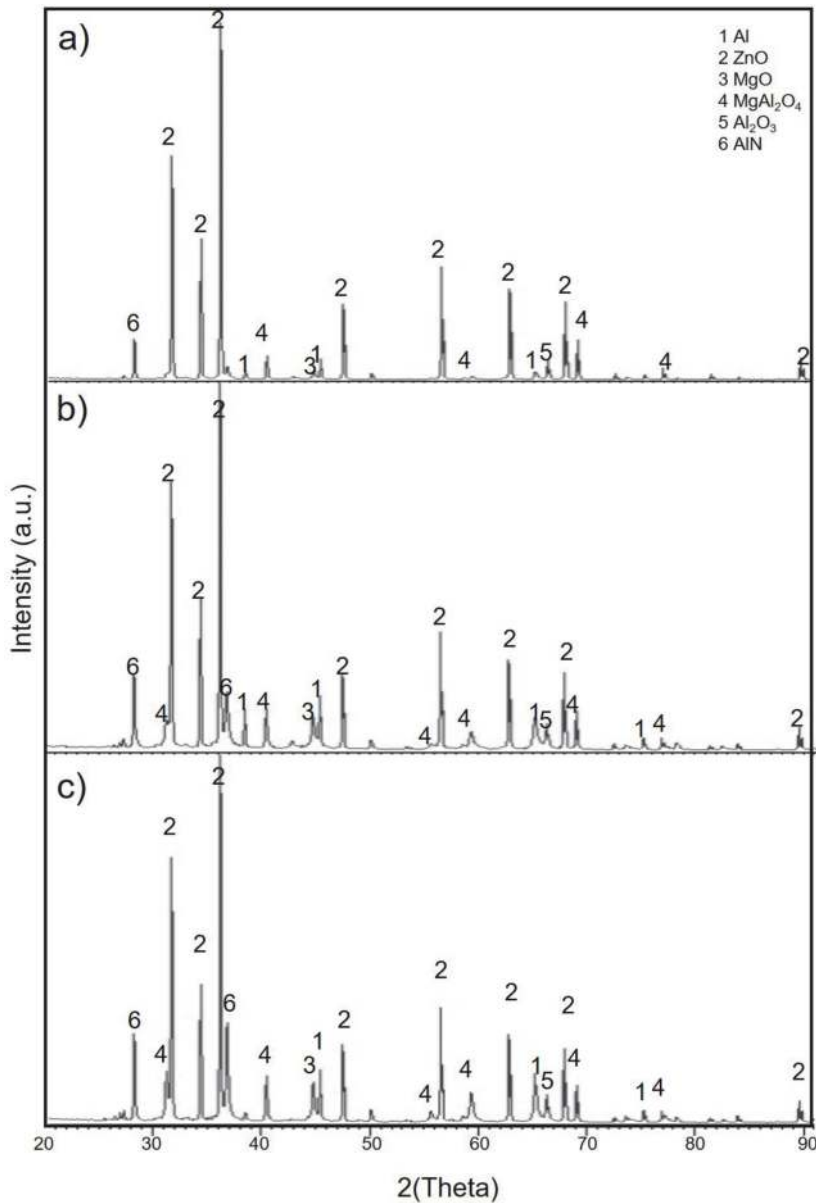 a)
1 Al
2 ZnO
3 MgO
4 MgAl₂O₄
5 Al₂O₃
6 AlN
6 2 2 2 4 1 3 1 2 2 4 2 1 5 2 4 4 2
b)
6 4 2 2 2 6 1 4 3 1 2 4 2 4 2 1 5 2 4 1 4 2
c)
6 4 2 2 2 6 4 3 1 2 4 2 4 2 1 5 2 4 1 4 2
Intensity (a.u.)
20 30 40 50 60 70 80 90
2(Theta)